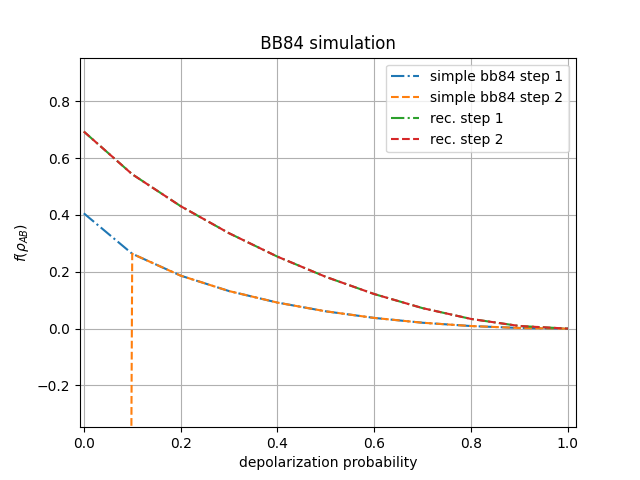 BB84 simulation
simple bb84 step 1
simple bb84 step 2
rec. step 1
rec. step 2
f(ρ_AB)
0.8
0.6
0.4
0.2
0.0
−0.2
0.0 0.2 0.4 0.6 0.8 1.0
depolarization probability